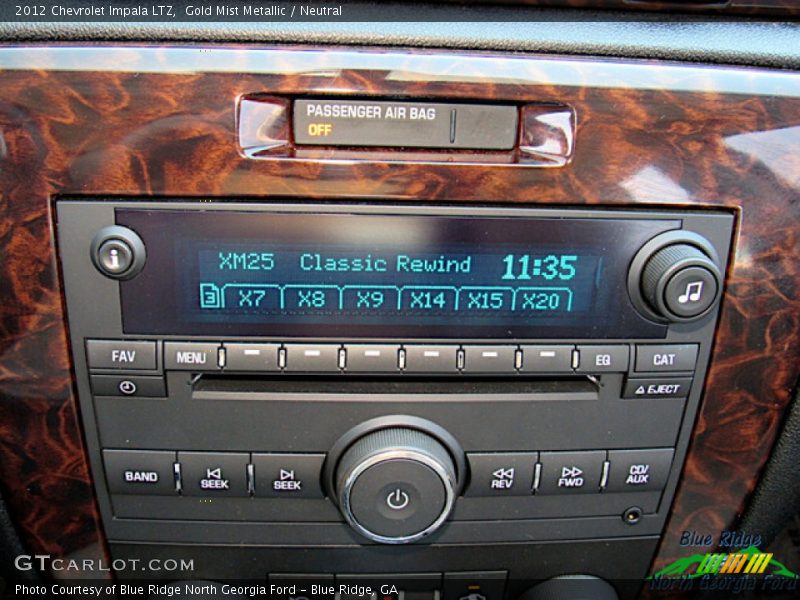 2012 Chevrolet Impala LTZ,  Gold Mist Metallic / Neutral
PASSENGER AIR BAG
OFF
i
XM25 Classic Rewind 11:35
3 X7 X8 X9 X14 X15 X20
FAV MENU EQ CAT
EJECT
BAND SEEK SEEK REV FWD CD/AUX
GTCARLOT.COM
Blue Ridge
North Georgia Ford
Photo Courtesy of Blue Ridge North Georgia Ford - Blue Ridge, GA